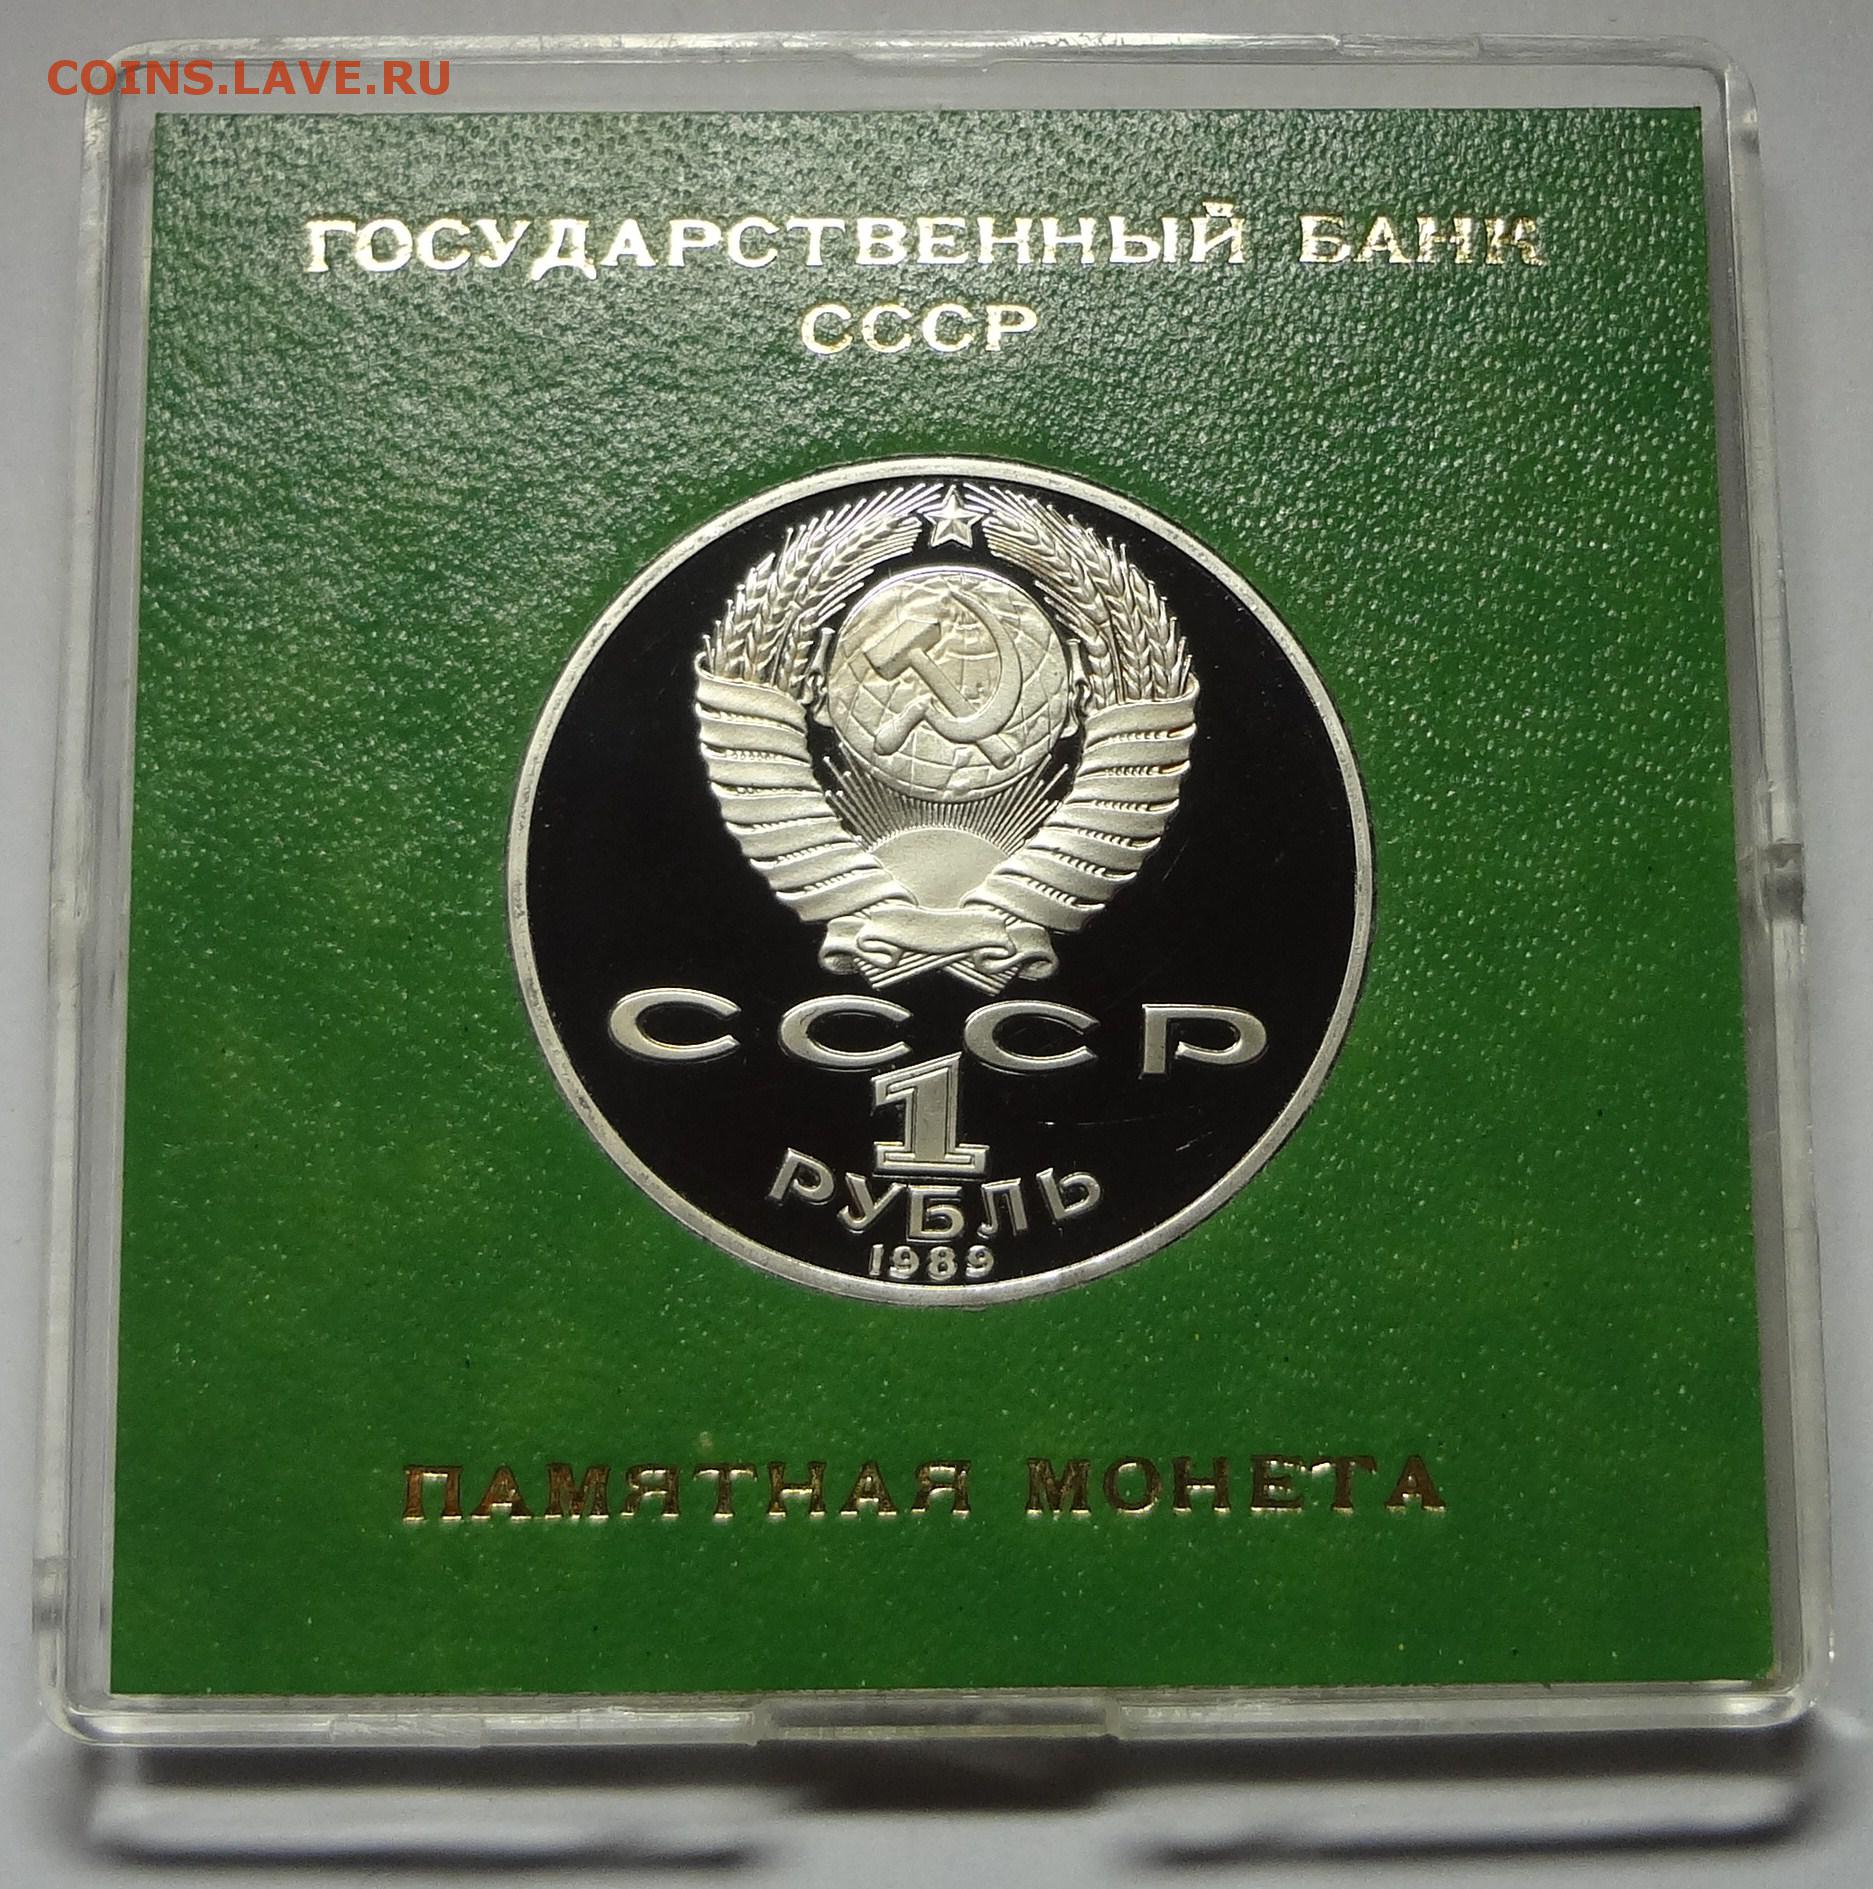 COINS.LAVE.RU
ГОСУДАРСТВЕННЫЙ БАНК
СССР
СССР
1
РУБЛЬ
1989
ПАМЯТНАЯ МОНЕТА